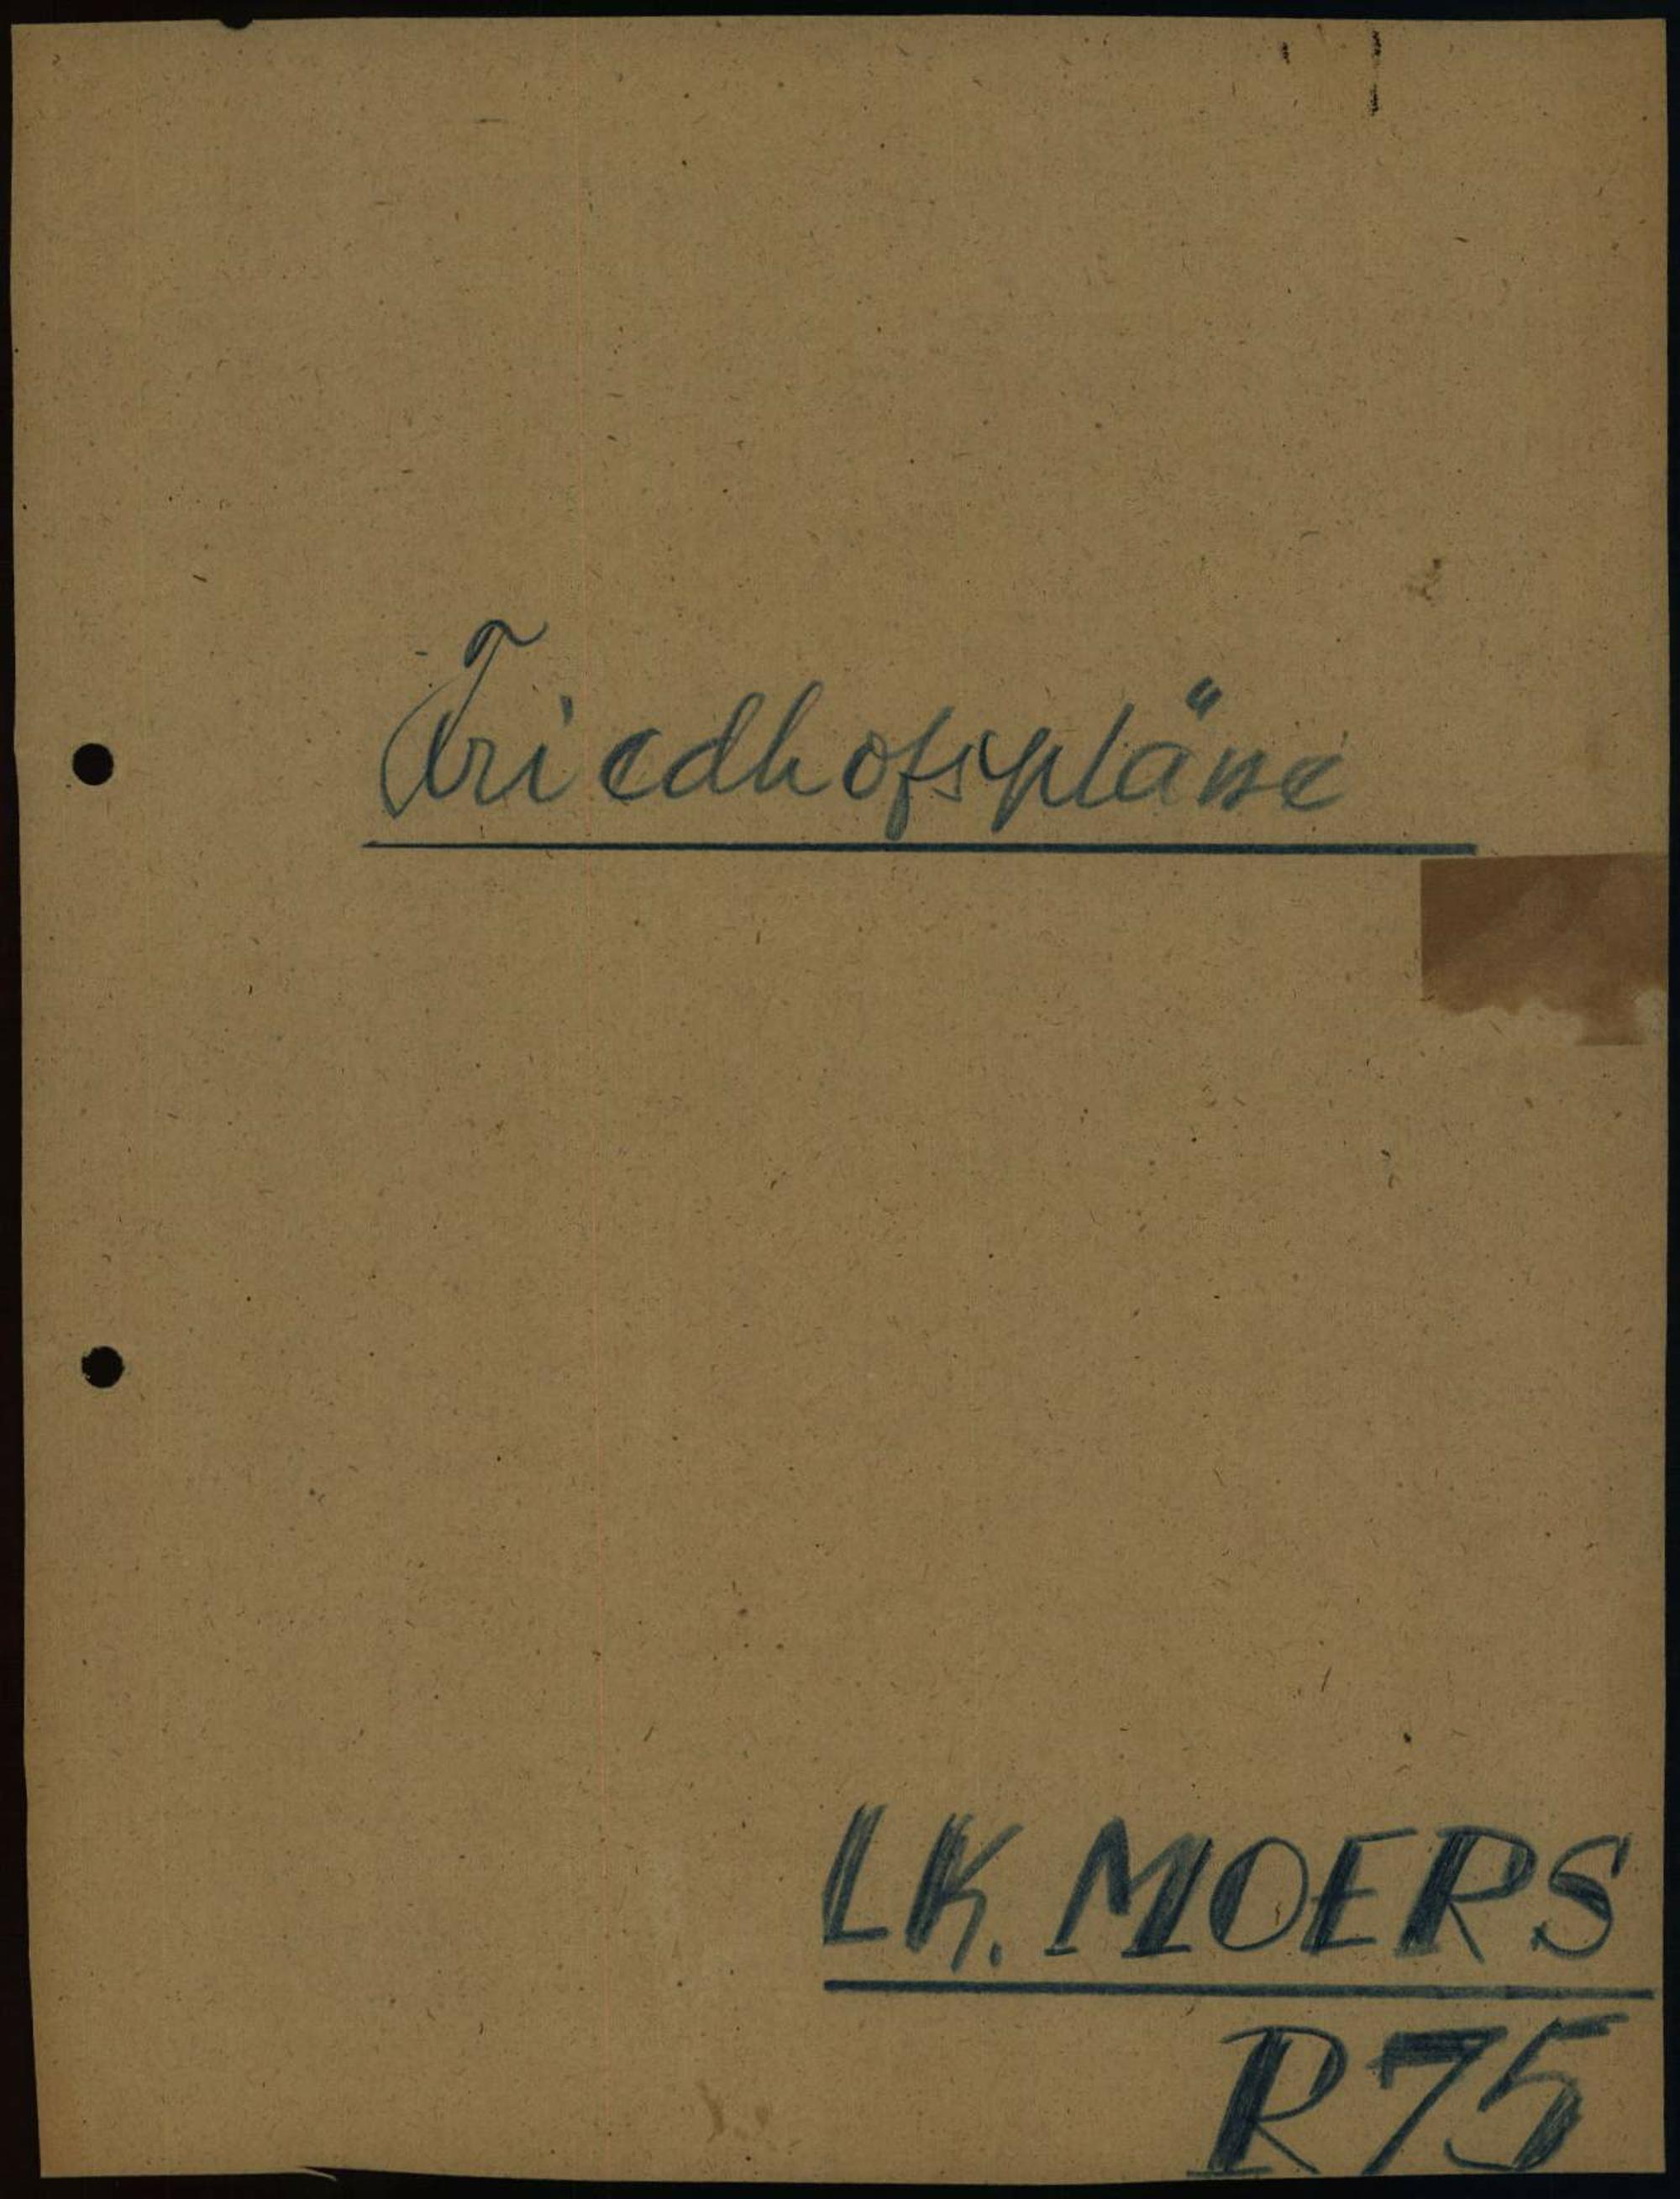 Friedhofspläne
LK. MOERS
R75